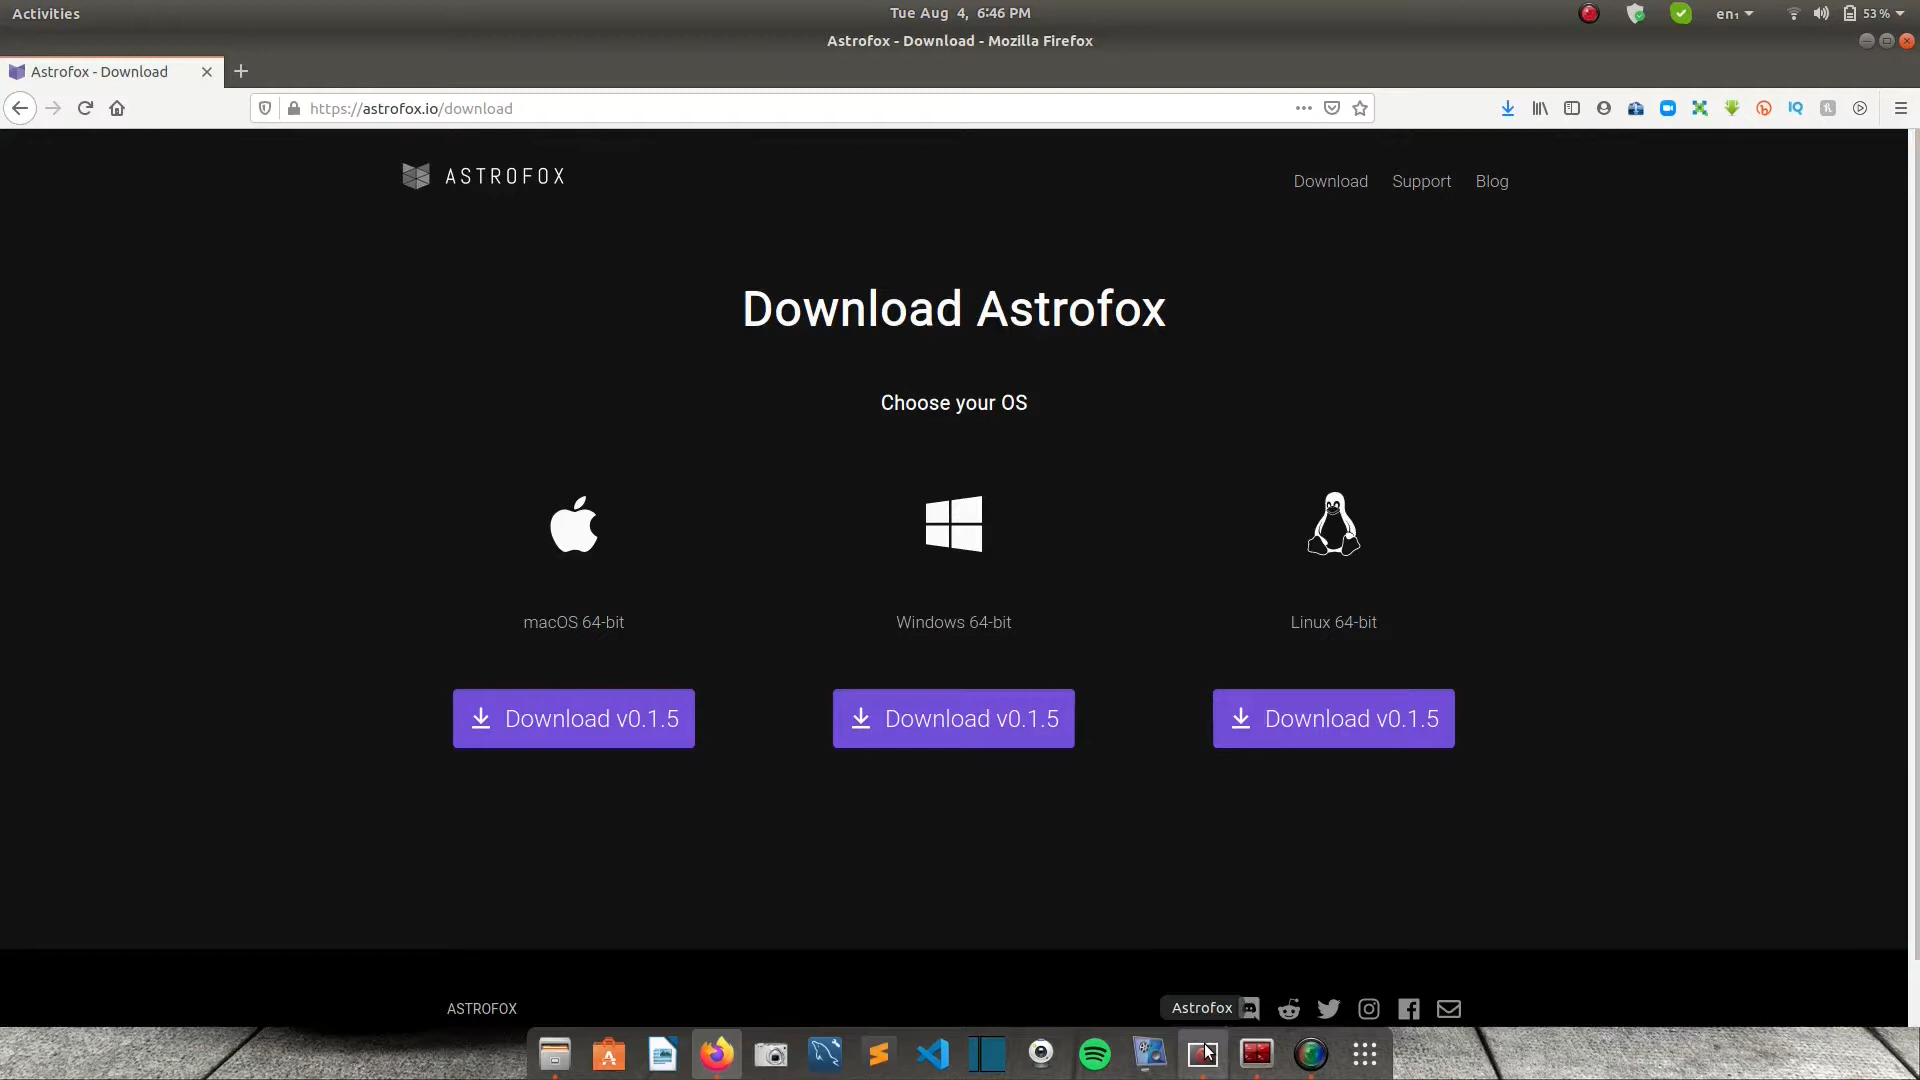 Activities
Tue Aug 4, 6:46 PM
en₁
53 %
Astrofox - Download - Mozilla Firefox
Astrofox - Download
https://astrofox.io/download
IQ
ASTROFOX
Download
Support
Blog
Download Astrofox
Choose your OS
macOS 64-bit
Windows 64-bit
Linux 64-bit
Download v0.1.5
Download v0.1.5
Download v0.1.5
ASTROFOX
Astrofox